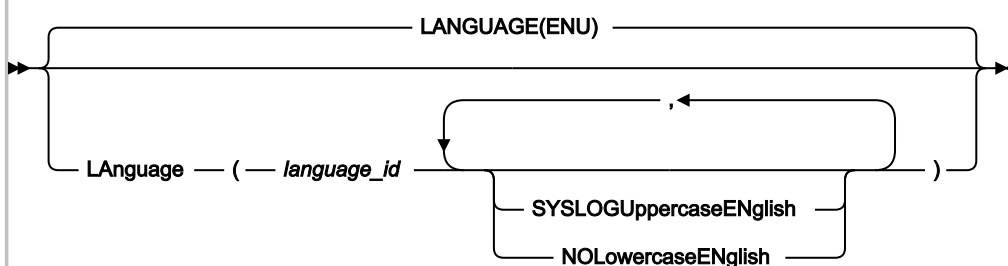 LANGUAGE(ENU)
,
LAnguage ( language_id )
SYSLOGUppercaseENglish
NOLowercaseENglish